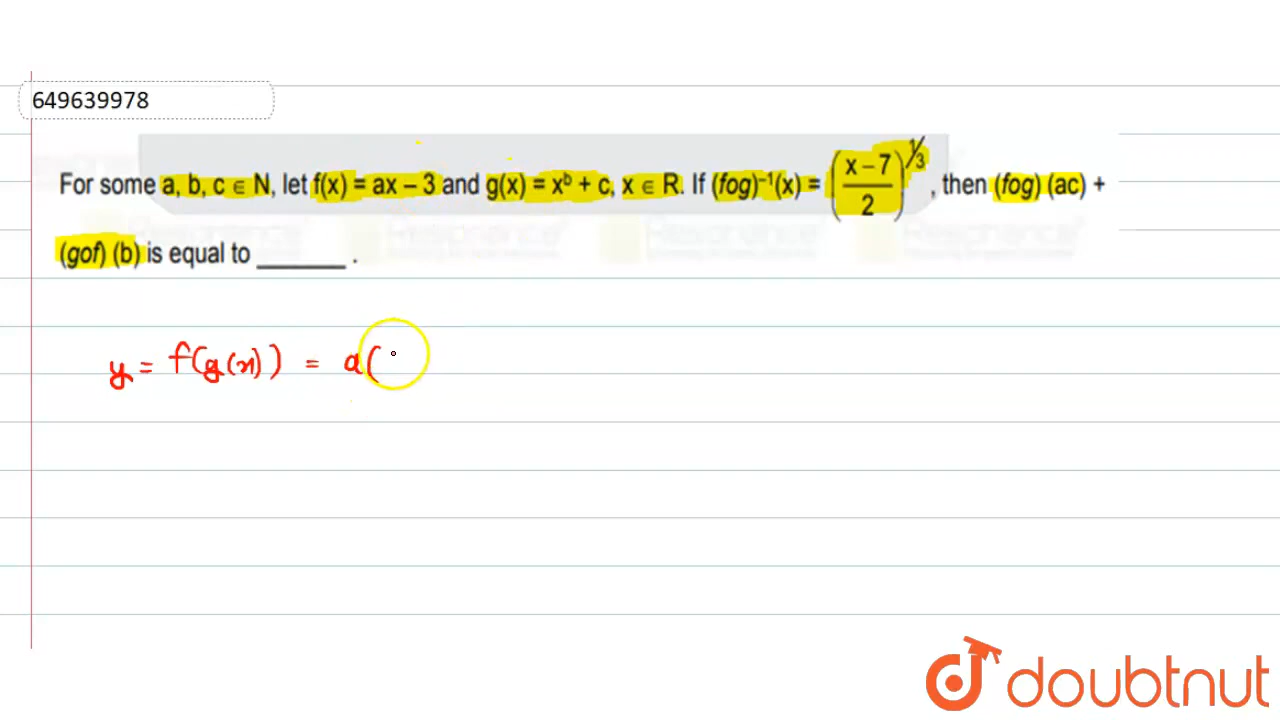 649639978
For some a, b, c ∈ N, let f(x) = ax – 3 and g(x) = xᵇ + c, x ∈ R. If (fog)⁻¹(x) = ((x – 7)/2)^(1/3), then (fog) (ac) +
(gof) (b) is equal to _______ .
y = f(g(x)) = a(
doubtnut